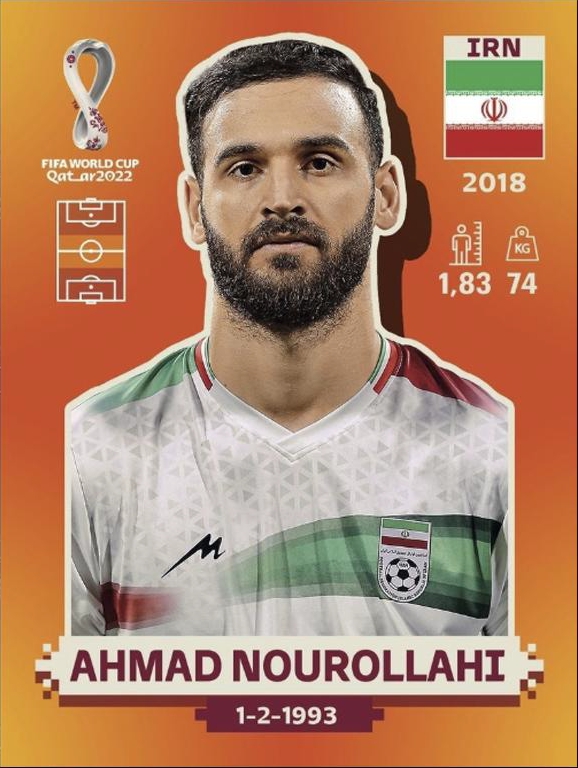 IRN
FIFA WORLD CUP
Qatar2022
2018
KG
1,83 74
AHMAD NOUROLLAHI
1-2-1993